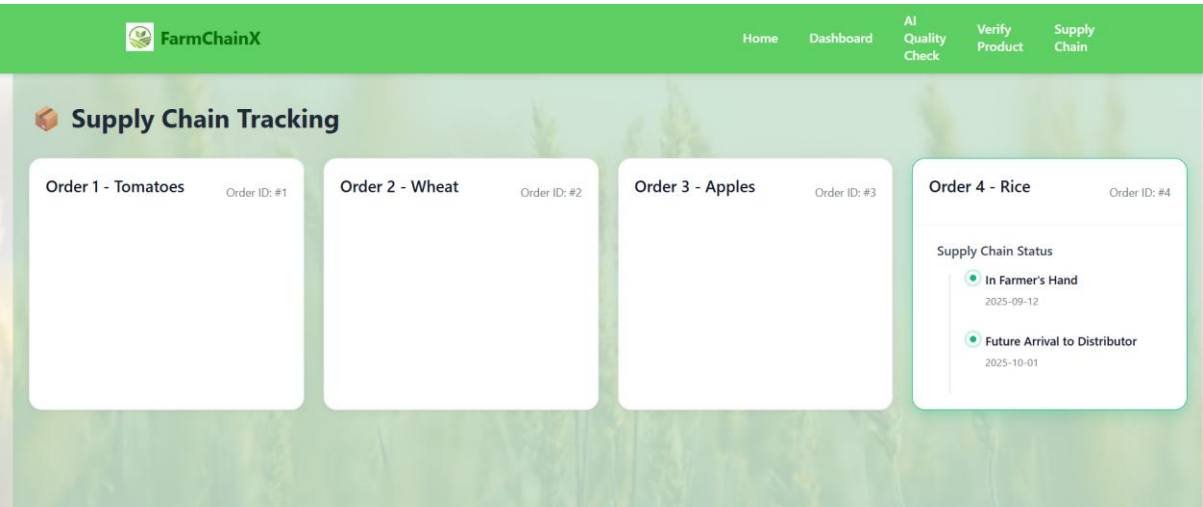 FarmChainX
Home
Dashboard
AI
Quality
Check
Verify
Product
Supply
Chain
Supply Chain Tracking
Order 1 - Tomatoes
Order ID: #1
Order 2 - Wheat
Order ID: #2
Order 3 - Apples
Order ID: #3
Order 4 - Rice
Order ID: #4
Supply Chain Status
In Farmer's Hand
2025-09-12
Future Arrival to Distributor
2025-10-01